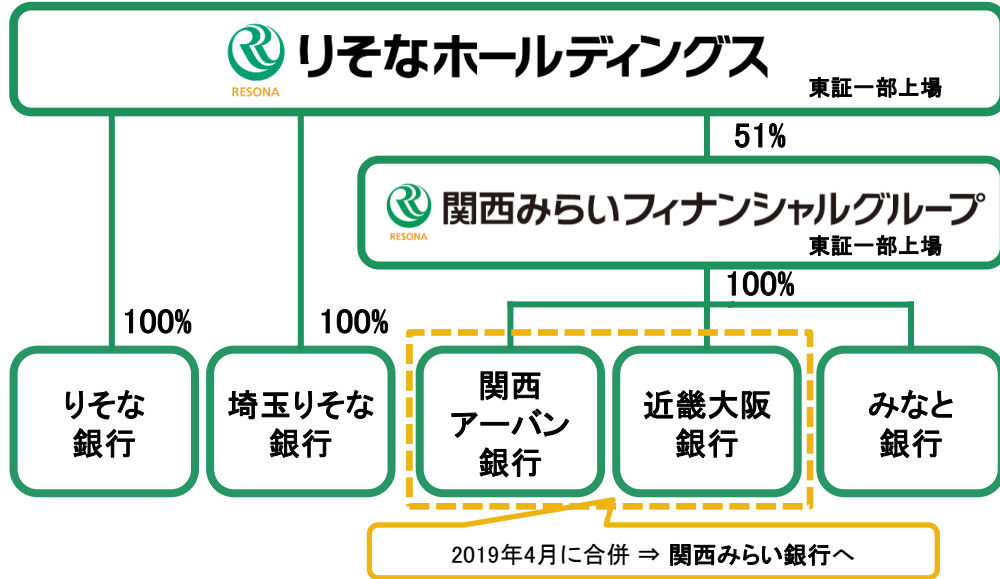 りそなホールディングス
RESONA
東証一部上場
51%
関西みらいフィナンシャルグループ
RESONA
東証一部上場
100%
100%
100%
りそな
銀行
埼玉りそな
銀行
関西
アーバン
銀行
近畿大阪
銀行
みなと
銀行
2019年4月に合併 ⇒ 関西みらい銀行へ